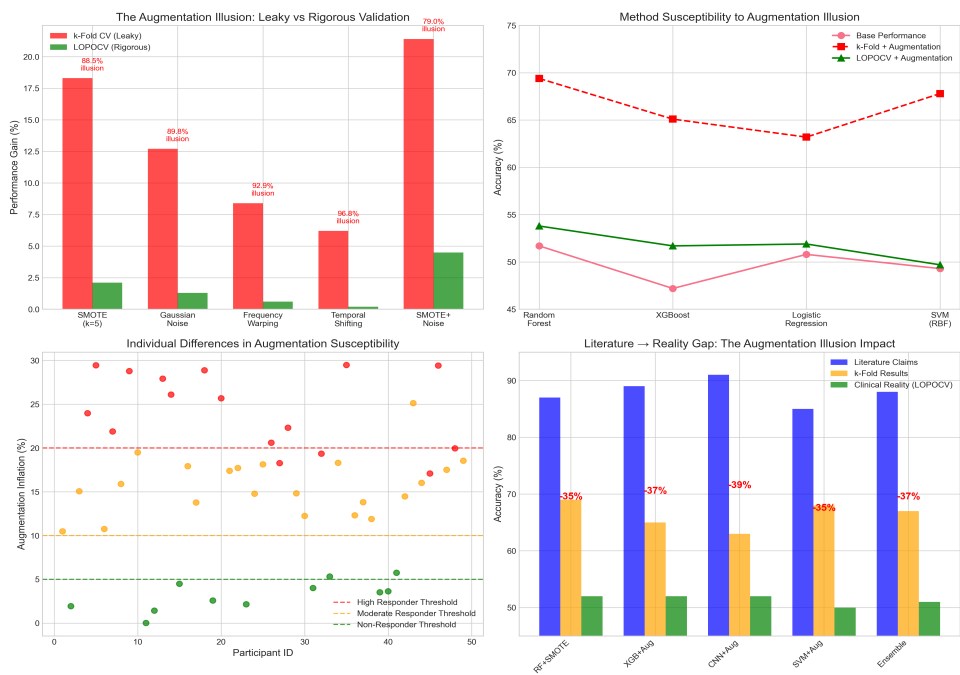 The Augmentation Illusion: Leaky vs Rigorous Validation
k-Fold CV (Leaky)
LOPOCV (Rigorous)
88.5%
illusion
89.8%
illusion
92.9%
illusion
96.8%
illusion
79.0%
illusion
Performance Gain (%)
20.0
17.5
15.0
12.5
10.0
7.5
5.0
2.5
0.0
SMOTE
(k=5)
Gaussian
Noise
Frequency
Warping
Temporal
Shifting
SMOTE+
Noise
Method Susceptibility to Augmentation Illusion
Base Performance
k-Fold + Augmentation
LOPOCV + Augmentation
Accuracy (%)
75
70
65
60
55
50
45
Random
Forest
XGBoost
Logistic
Regression
SVM
(RBF)
Individual Differences in Augmentation Susceptibility
Augmentation Inflation (%)
30
25
20
15
10
5
0
High Responder Threshold
Moderate Responder Threshold
Non-Responder Threshold
0
10
20
30
40
50
Participant ID
Literature → Reality Gap: The Augmentation Illusion Impact
Literature Claims
k-Fold Results
Clinical Reality (LOPOCV)
Accuracy (%)
90
80
70
60
50
-35%
-37%
-39%
-35%
-37%
RF+SMOTE
XGB+Aug
CNN+Aug
SVM+Aug
Ensemble